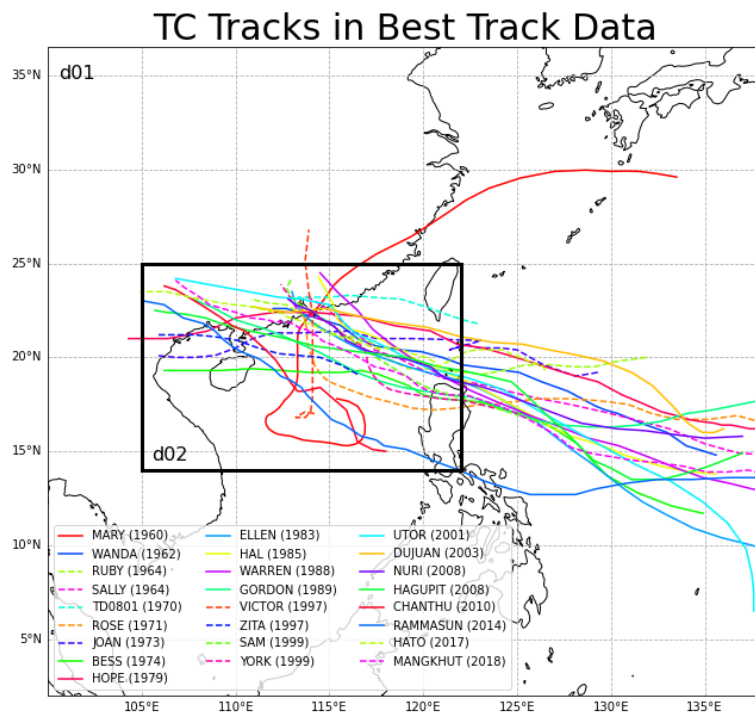 TC Tracks in Best Track Data
d01
35°N
30°N
25°N
20°N
15°N
10°N
5°N
d02
MARY (1960)
WANDA (1962)
RUBY (1964)
SALLY (1964)
TD0801 (1970)
ROSE (1971)
JOAN (1973)
BESS (1974)
HOPE (1979)
ELLEN (1983)
HAL (1985)
WARREN (1988)
GORDON (1989)
VICTOR (1997)
ZITA (1997)
SAM (1999)
YORK (1999)
UTOR (2001)
DUJUAN (2003)
NURI (2008)
HAGUPIT (2008)
CHANTHU (2010)
RAMMASUN (2014)
HATO (2017)
MANGKHUT (2018)
105°E 110°E 115°E 120°E 125°E 130°E 135°E